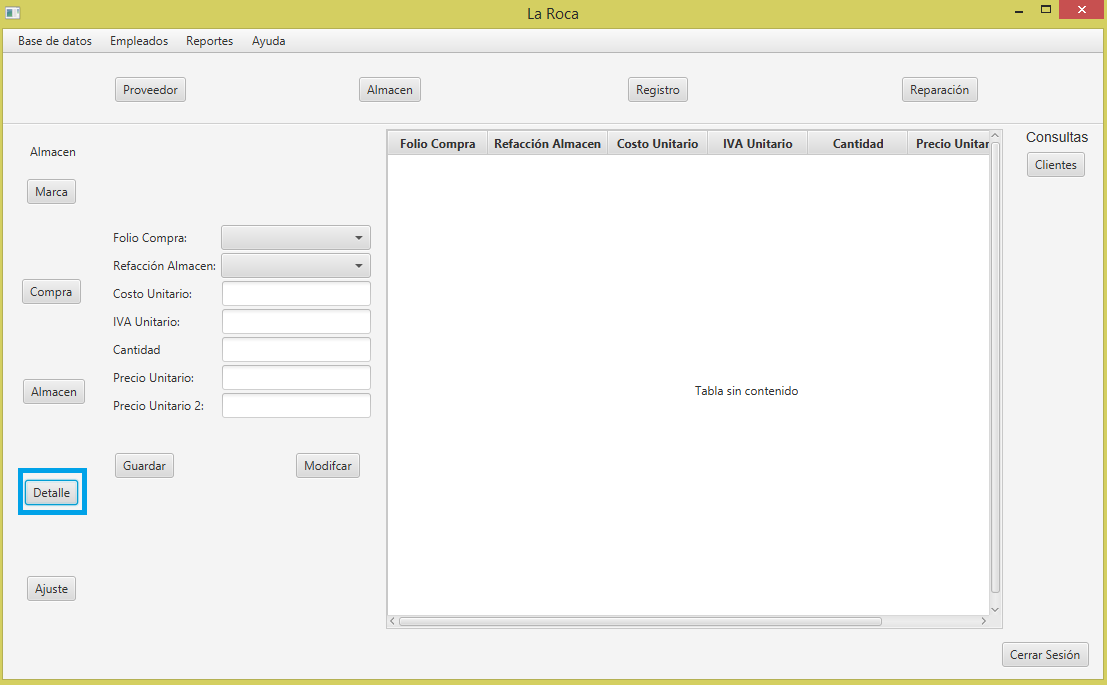 La Roca
Base de datos Empleados Reportes Ayuda
Proveedor Almacen Registro Reparación
Almacen
Marca
Compra
Almacen
Detalle
Ajuste
Folio Compra:
Refacción Almacen:
Costo Unitario:
IVA Unitario:
Cantidad
Precio Unitario:
Precio Unitario 2:
Guardar Modifcar
Folio Compra Refacción Almacen Costo Unitario IVA Unitario Cantidad Precio Unitar
Tabla sin contenido
Consultas
Clientes
Cerrar Sesión